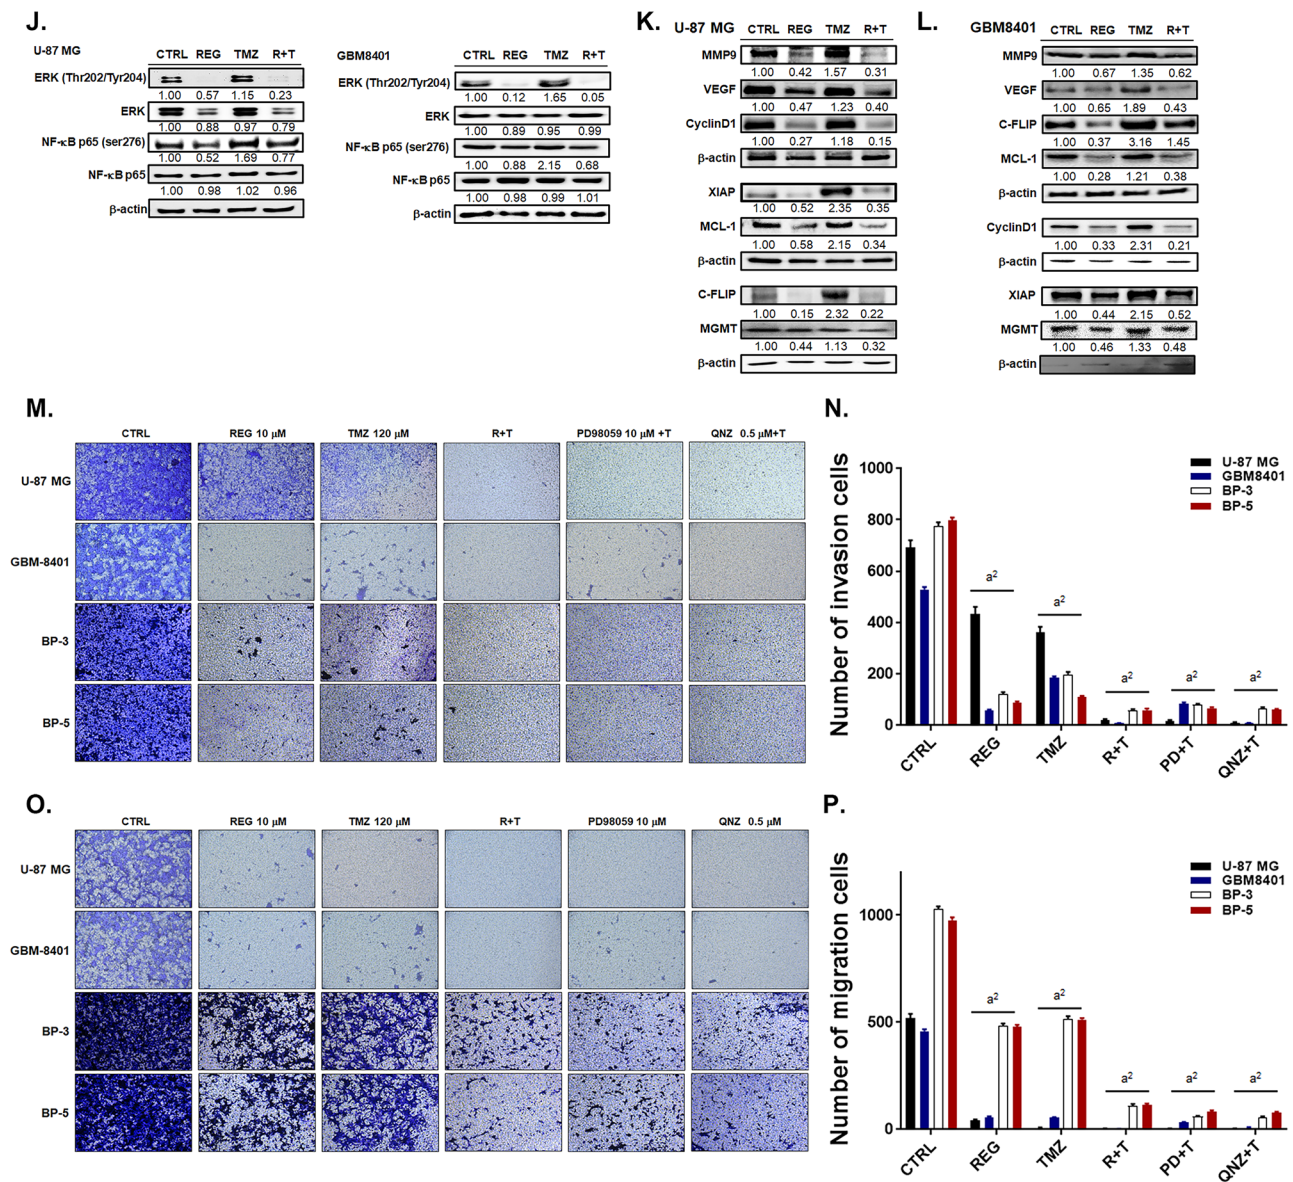 J.
U-87 MG
CTRL REG TMZ R+T
ERK (Thr202/Tyr204)
1.00 0.57 1.15 0.23
ERK
1.00 0.88 0.97 0.79
NF-κB p65 (ser276)
1.00 0.52 1.69 0.77
NF-κB p65
1.00 0.98 1.02 0.96
β-actin
GBM8401
CTRL REG TMZ R+T
ERK (Thr202/Tyr204)
1.00 0.12 1.65 0.05
ERK
1.00 0.89 0.95 0.99
NF-κB p65 (ser276)
1.00 0.88 2.15 0.68
NF-κB p65
1.00 0.98 0.99 1.01
β-actin
K.
U-87 MG CTRL REG TMZ R+T
MMP9
1.00 0.42 1.57 0.31
VEGF
1.00 0.47 1.23 0.40
CyclinD1
1.00 0.27 1.18 0.15
β-actin
XIAP
1.00 0.52 2.35 0.35
MCL-1
1.00 0.58 2.15 0.34
β-actin
C-FLIP
1.00 0.15 2.32 0.22
MGMT
1.00 0.44 1.13 0.32
β-actin
L.
GBM8401 CTRL REG TMZ R+T
MMP9
1.00 0.67 1.35 0.62
VEGF
1.00 0.65 1.89 0.43
C-FLIP
1.00 0.37 3.16 1.45
MCL-1
1.00 0.28 1.21 0.38
β-actin
CyclinD1
1.00 0.33 2.31 0.21
β-actin
XIAP
1.00 0.44 2.15 0.52
MGMT
1.00 0.46 1.33 0.48
β-actin
M.
CTRL REG 10 μM TMZ 120 μM R+T PD98059 10 μM +T QNZ 0.5 μM+T
U-87 MG
GBM-8401
BP-3
BP-5
N.
Number of invasion cells
1000
800
600
400
200
0
U-87 MG
GBM8401
BP-3
BP-5
a2 a2 a2 a2 a2
CTRL REG TMZ R+T PD+T QNZ+T
O.
CTRL REG 10 μM TMZ 120 μM R+T PD98059 10 μM QNZ 0.5 μM
U-87 MG
GBM-8401
BP-3
BP-5
P.
Number of migration cells
1000
500
0
U-87 MG
GBM8401
BP-3
BP-5
a2 a2 a2 a2 a2
CTRL REG TMZ R+T PD+T QNZ+T